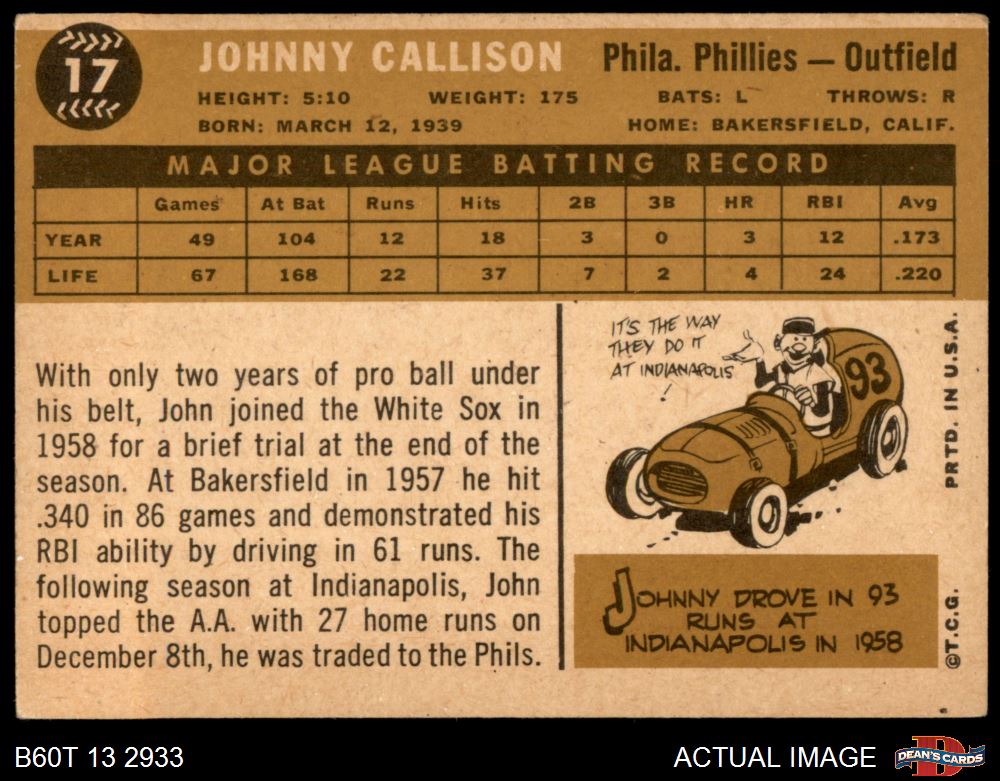 17
JOHNNY CALLISON Phila. Phillies — Outfield
HEIGHT: 5:10 WEIGHT: 175 BATS: L THROWS: R
BORN: MARCH 12, 1939 HOME: BAKERSFIELD, CALIF.
MAJOR LEAGUE BATTING RECORD
Games At Bat Runs Hits 2B 3B HR RBI Avg
YEAR 49 104 12 18 3 0 3 12 .173
LIFE 67 168 22 37 7 2 4 24 .220
With only two years of pro ball under
his belt, John joined the White Sox in
1958 for a brief trial at the end of the
season. At Bakersfield in 1957 he hit
.340 in 86 games and demonstrated his
RBI ability by driving in 61 runs. The
following season at Indianapolis, John
topped the A.A. with 27 home runs on
December 8th, he was traded to the Phils.
IT'S THE WAY
THEY DO IT
AT INDIANAPOLIS
!
93
JOHNNY DROVE IN 93
RUNS AT
INDIANAPOLIS IN 1958
©T.C.G. PRTD. IN U.S.A.
B60T 13 2933 ACTUAL IMAGE DEAN'S CARDS